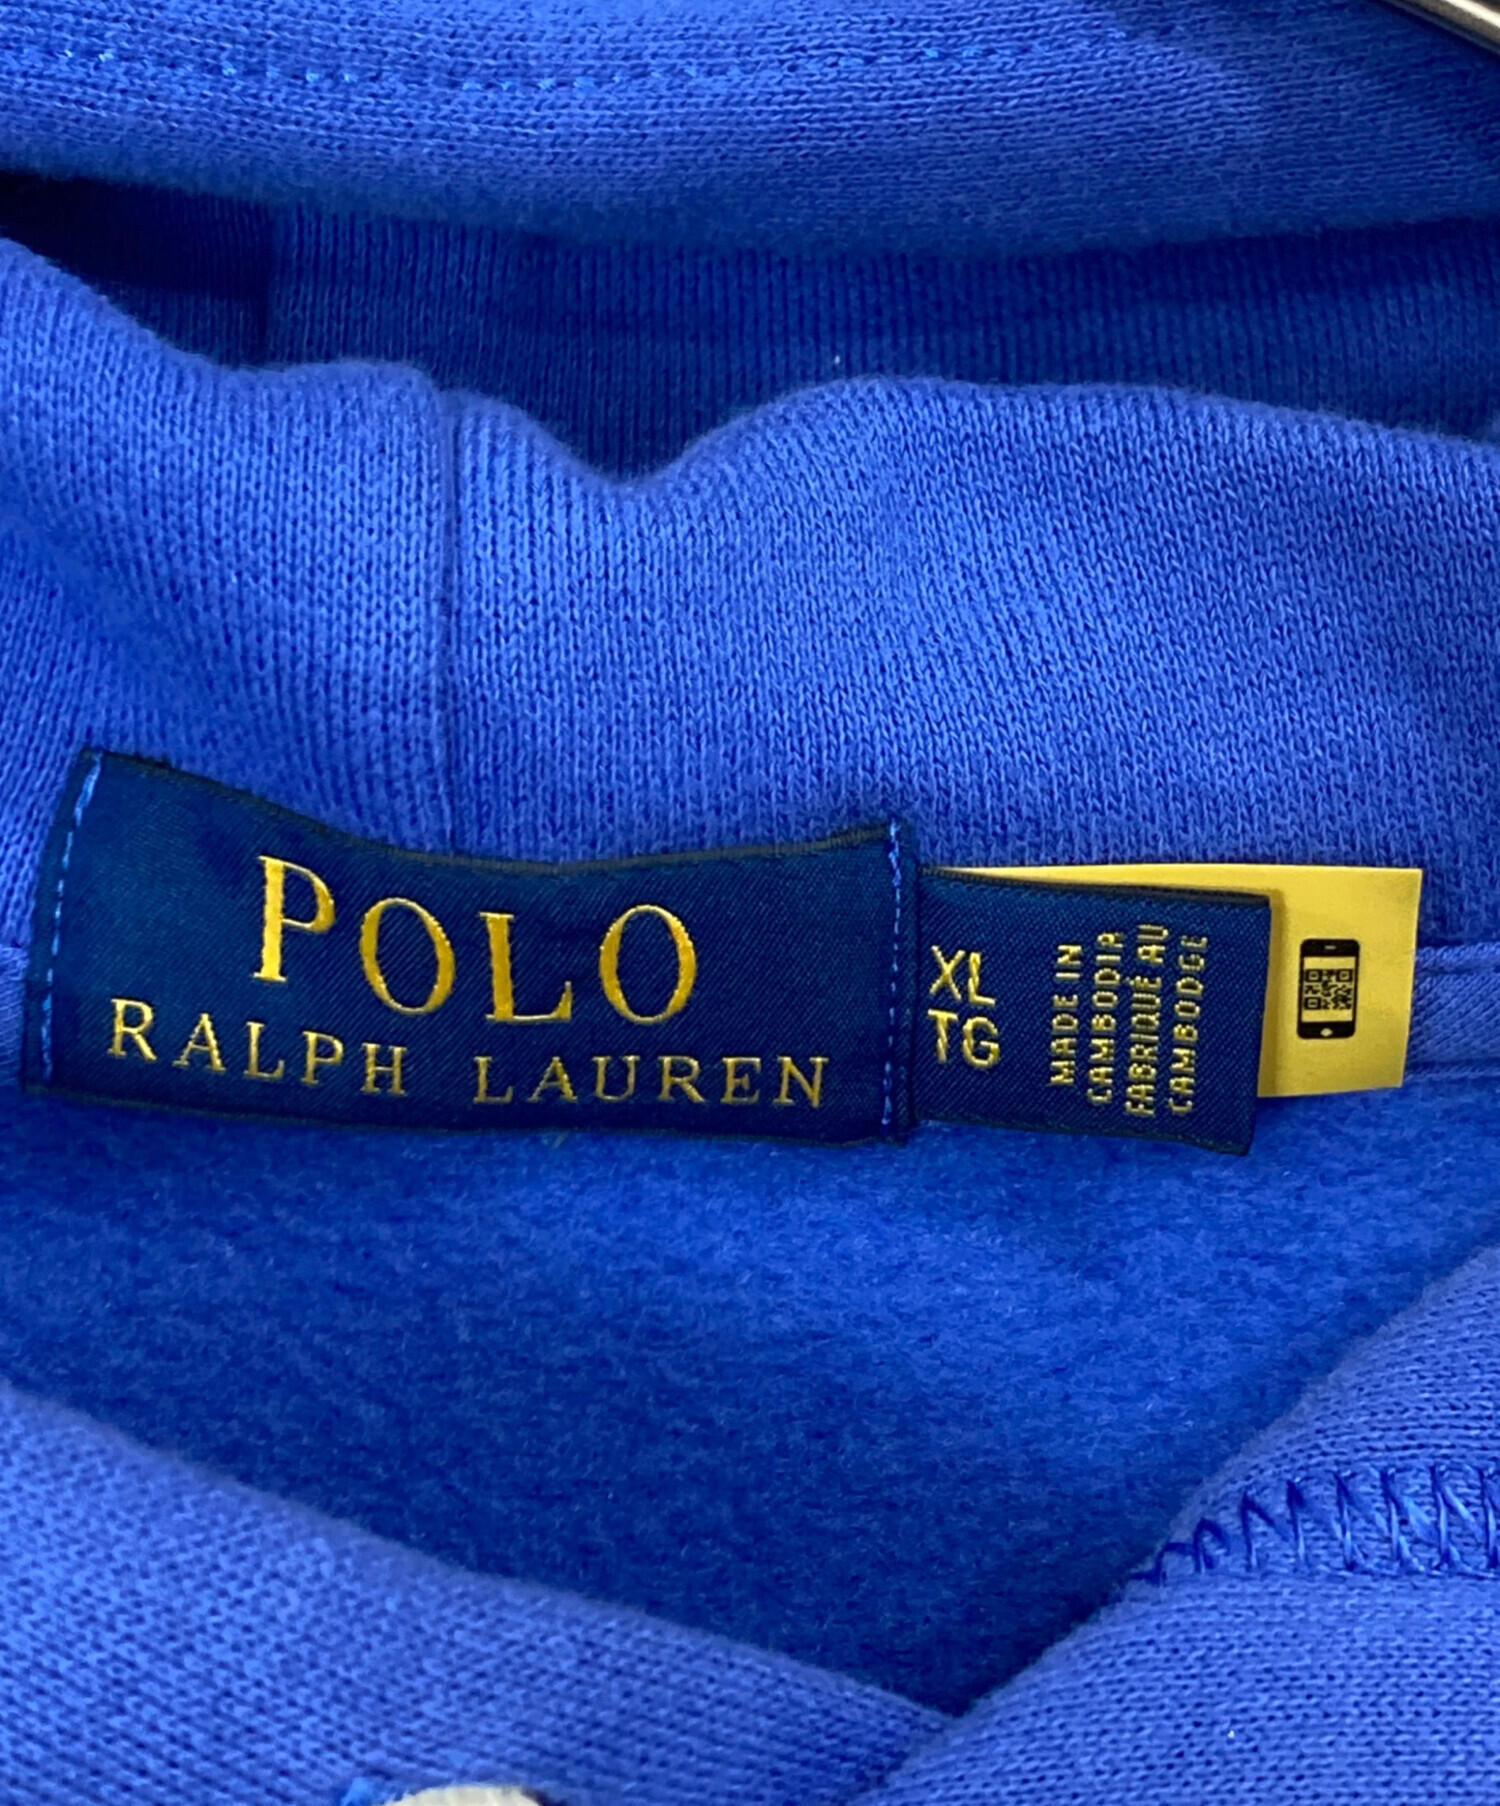 POLO
RALPH LAUREN
XL
TG
MADE IN
CAMBODIA
FABRIQUÉ AU
CAMBODGE